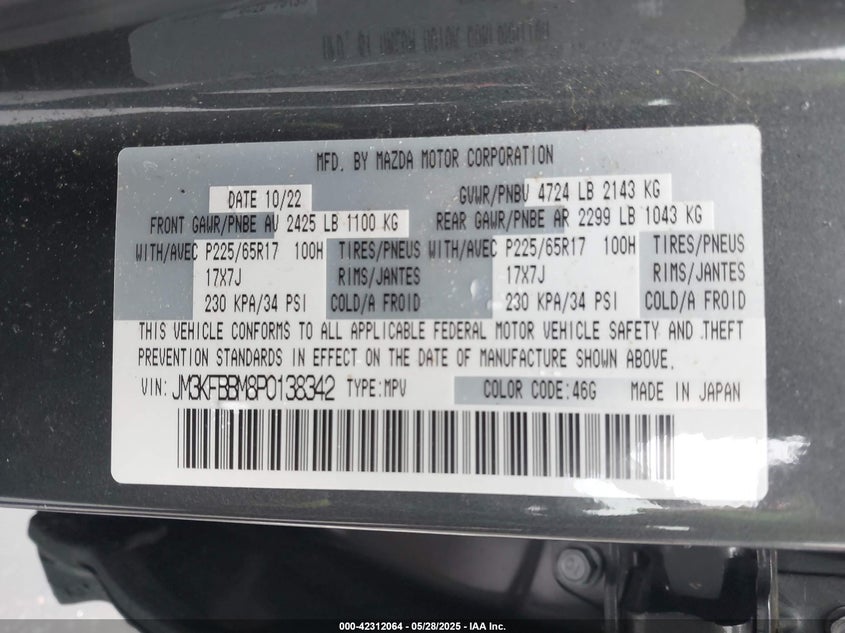 MFD. BY MAZDA MOTOR CORPORATION
DATE 10/22 GVWR/PNBV 4724 LB 2143 KG
FRONT GAWR/PNBE AV 2425 LB 1100 KG REAR GAWR/PNBE AR 2299 LB 1043 KG
WITH/AVEC P225/65R17 100H TIRES/PNEUS WITH/AVEC P225/65R17 100H TIRES/PNEUS
17X7J RIMS/JANTES 17X7J RIMS/JANTES
230 KPA/34 PSI COLD/A FROID 230 KPA/34 PSI COLD/A FROID
THIS VEHICLE CONFORMS TO ALL APPLICABLE FEDERAL MOTOR VEHICLE SAFETY AND THEFT
PREVENTION STANDARDS IN EFFECT ON THE DATE OF MANUFACTURE SHOWN ABOVE.
VIN: JM3KFBBM8P0138342 TYPE:MPV COLOR CODE:46G MADE IN JAPAN
000-42312064 - 05/28/2025 - IAA Inc.